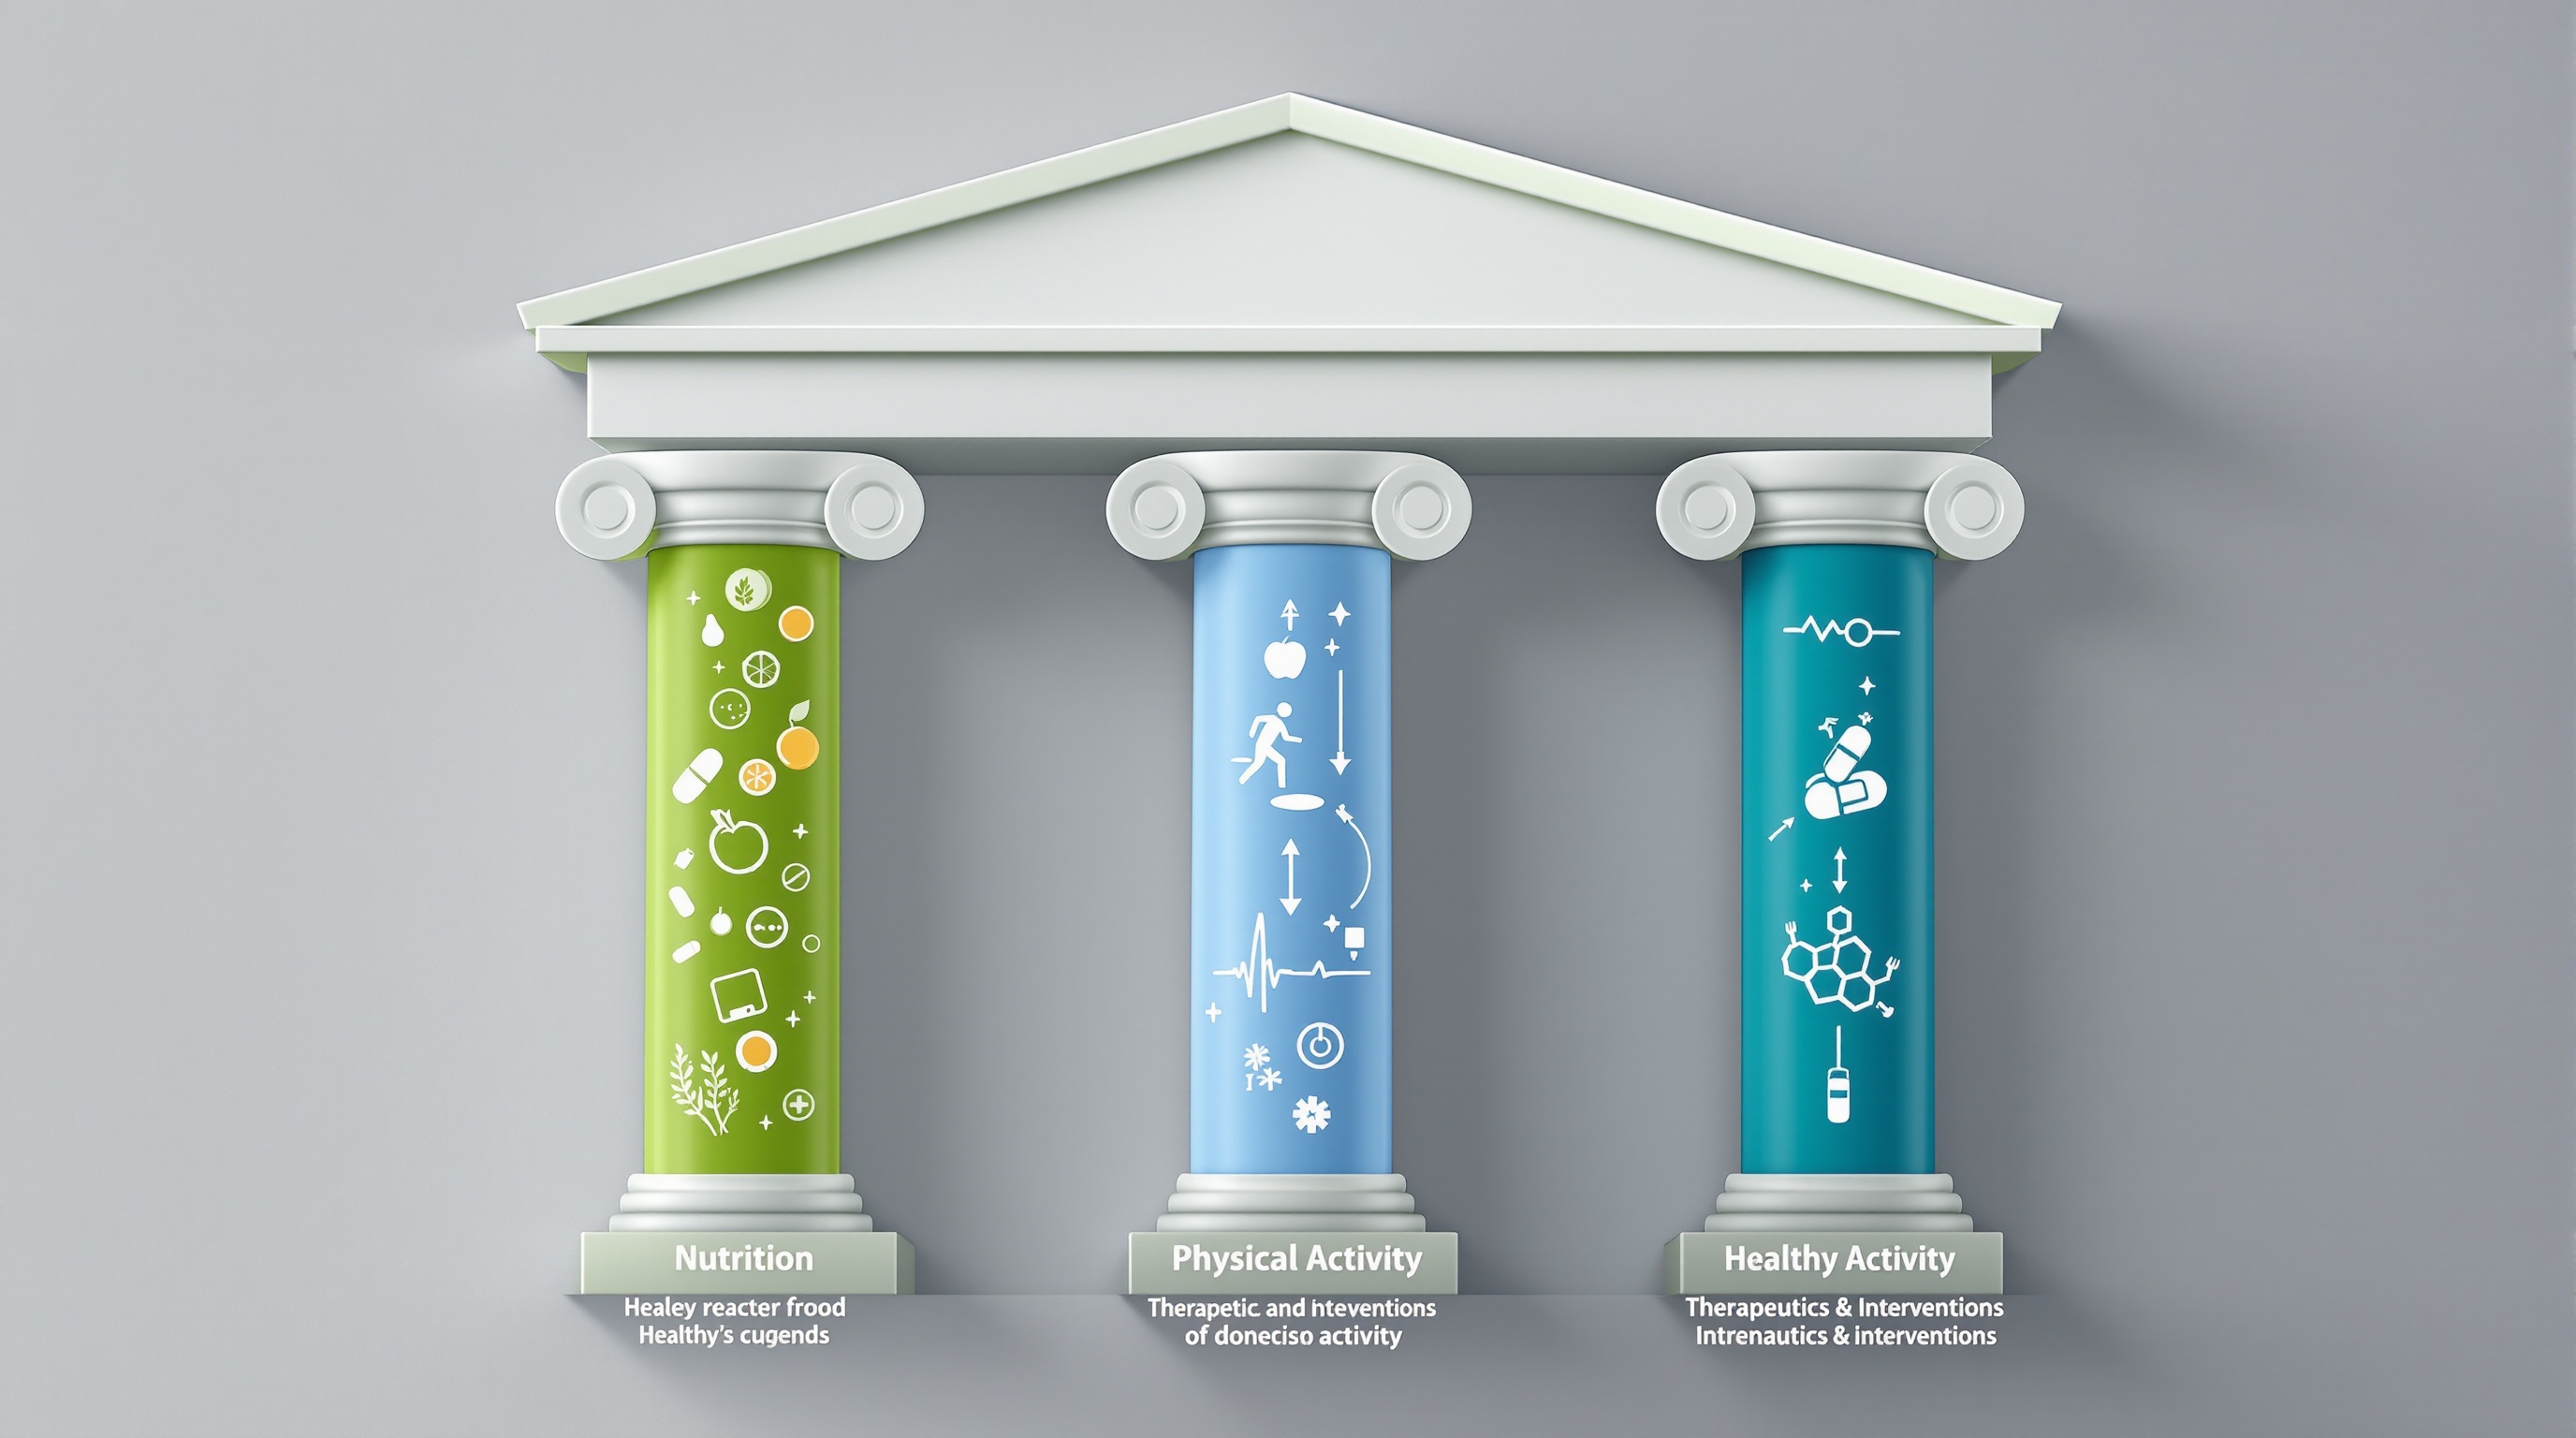 Nutrition
Healey reacter frood
Healthy's cugends
Physical Activity
Therapetic and hteventions
of doneciso activity
Healthy Activity
Therapeutics & Interventions
Intrenautics & interventions